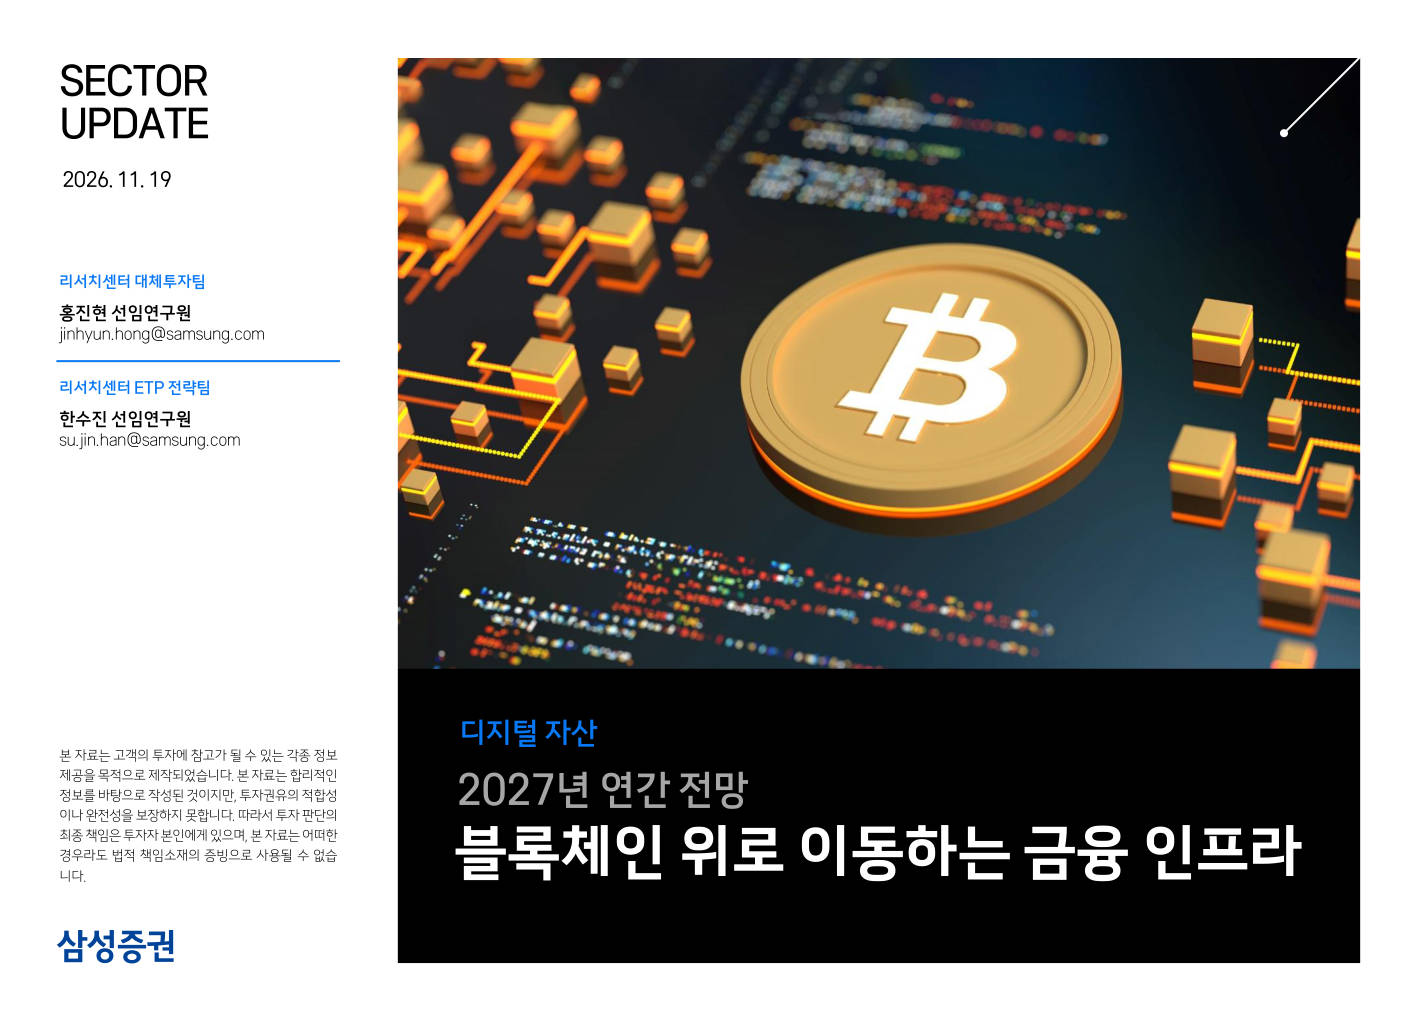 SECTOR
UPDATE
2026. 11. 19
리서치센터 대체투자팀
홍진현 선임연구원
jinhyun.hong@samsung.com
리서치센터 ETP 전략팀
한수진 선임연구원
su.jin.han@samsung.com
본 자료는 고객의 투자에 참고가 될 수 있는 각종 정보
제공을 목적으로 제작되었습니다. 본 자료는 합리적인
정보를 바탕으로 작성된 것이지만, 투자권유의 적합성
이나 완전성을 보장하지 못합니다. 따라서 투자 판단의
최종 책임은 투자자 본인에게 있으며, 본 자료는 어떠한
경우라도 법적 책임소재의 증빙으로 사용될 수 없습
니다.
삼성증권
디지털 자산
2027년 연간 전망
블록체인 위로 이동하는 금융 인프라